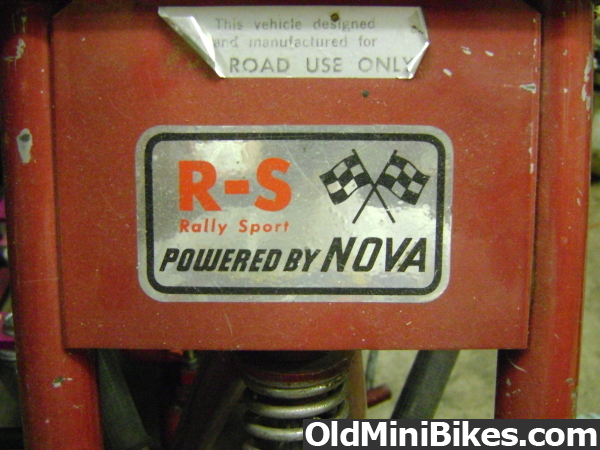 This vehicle designed
and manufactured for
ROAD USE ONLY
R-S
Rally Sport
POWERED BY NOVA
OldMiniBikes.com